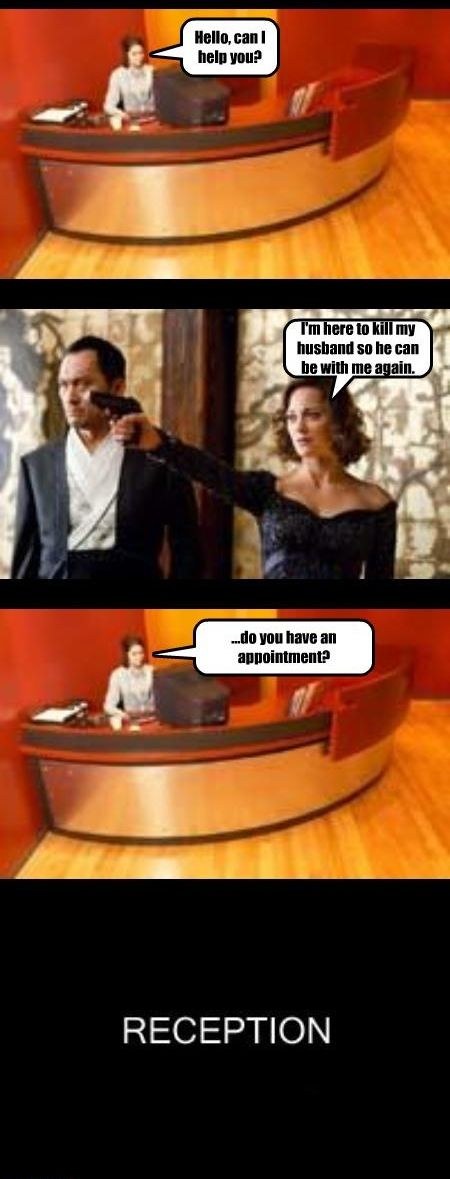 Hello, can I
help you?
I'm here to kill my
husband so he can
be with me again.
...do you have an
appointment?
RECEPTION